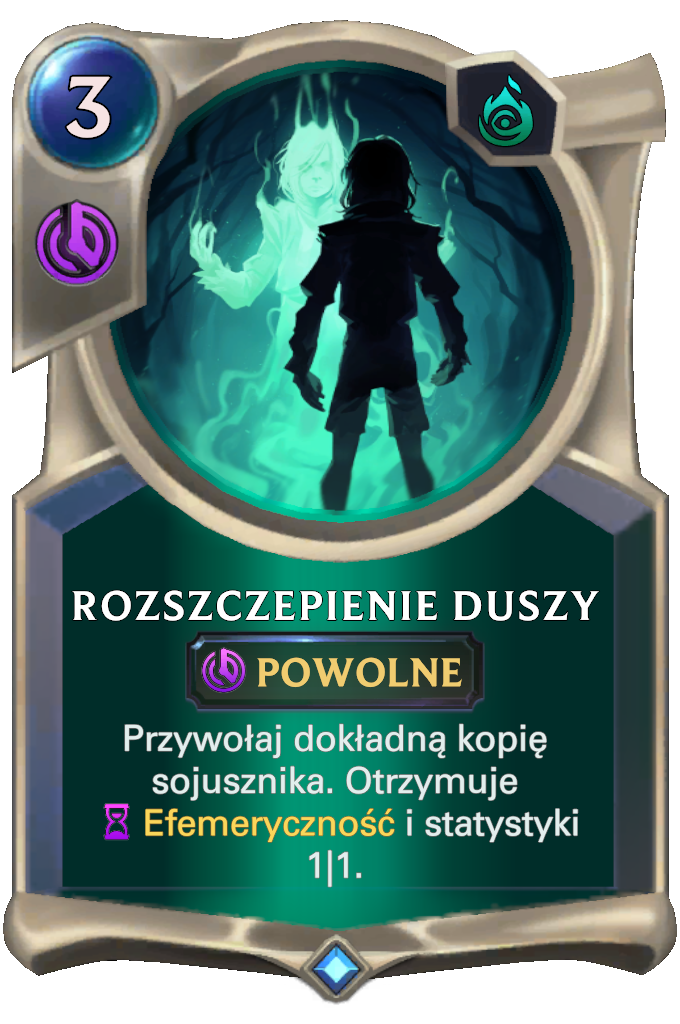 3
ROZSZCZEPIENIE DUSZY
POWOLNE
Przywołaj dokładną kopię
sojusznika. Otrzymuje
Efemeryczność i statystyki
1|1.